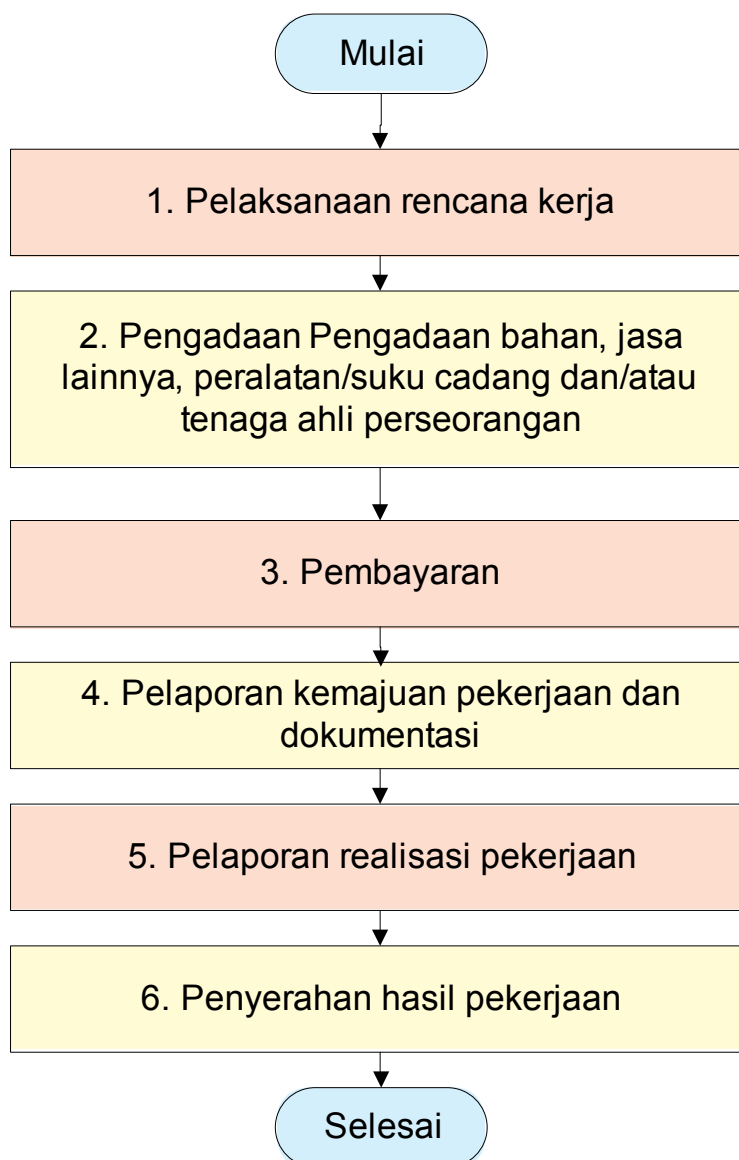 Mulai
1. Pelaksanaan rencana kerja
2. Pengadaan Pengadaan bahan, jasa
lainnya, peralatan/suku cadang dan/atau
tenaga ahli perseorangan
3. Pembayaran
4. Pelaporan kemajuan pekerjaan dan
dokumentasi
5. Pelaporan realisasi pekerjaan
6. Penyerahan hasil pekerjaan
Selesai